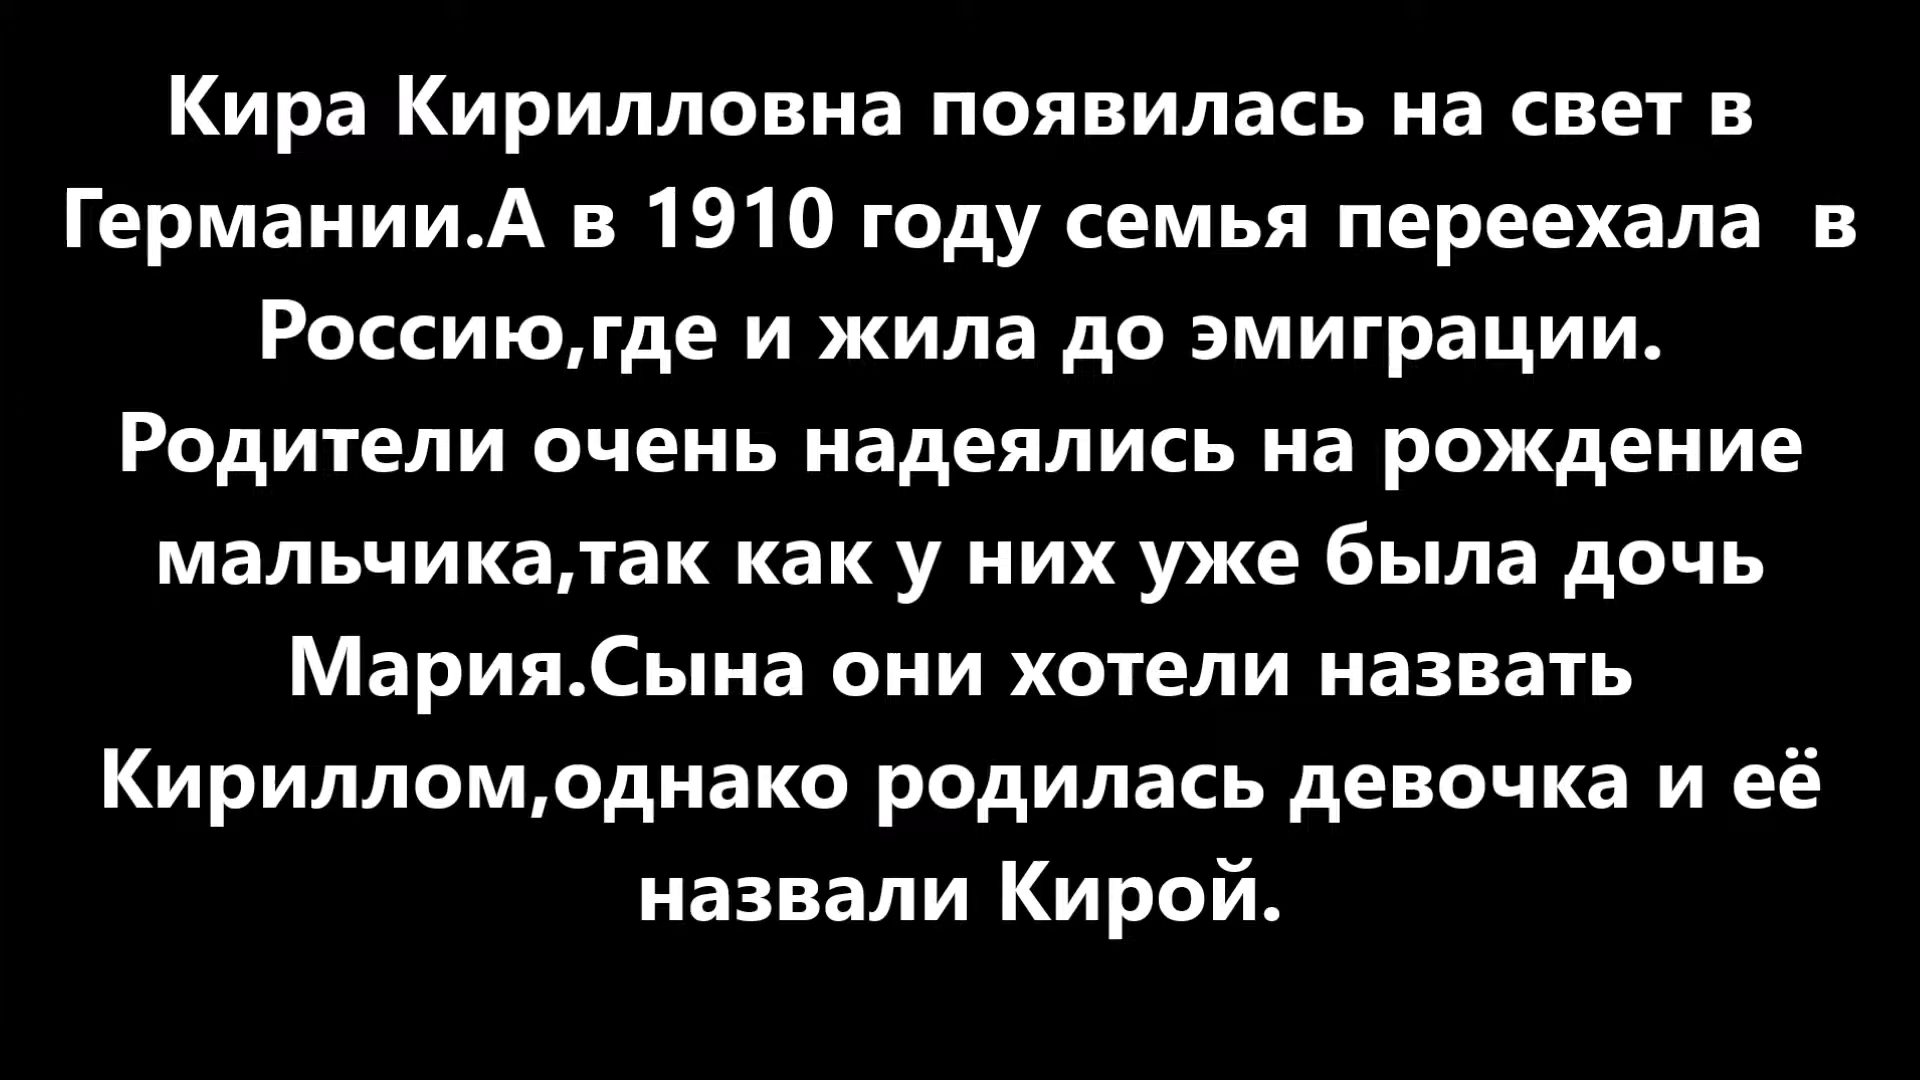 Кира Кирилловна появилась на свет в
Германии.А в 1910 году семья переехала  в
Россию,где и жила до эмиграции.
Родители очень надеялись на рождение
мальчика,так как у них уже была дочь
Мария.Сына они хотели назвать
Кириллом,однако родилась девочка и её
назвали Кирой.